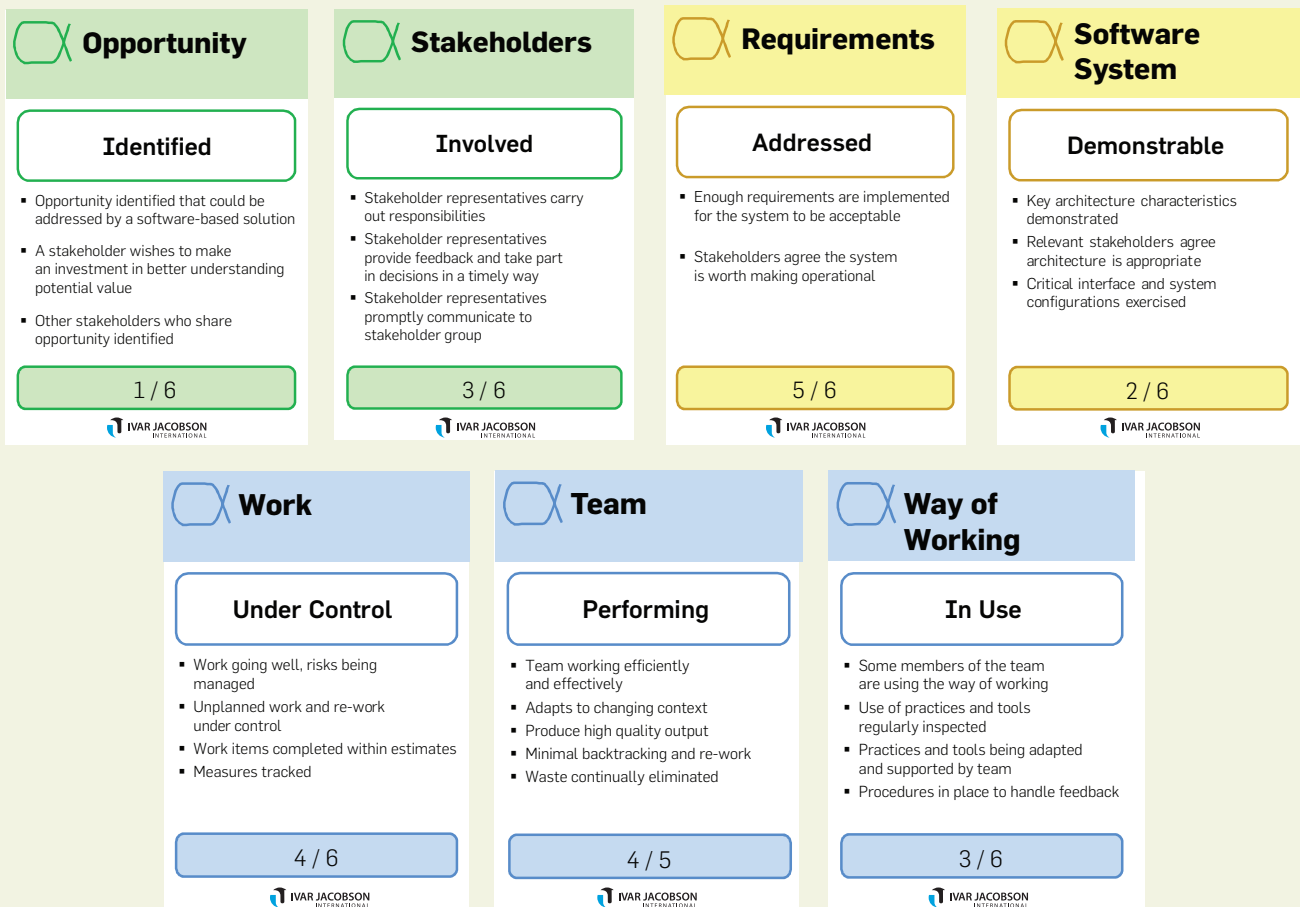 Opportunity
Identified
▪ Opportunity identified that could be
addressed by a software-based solution
▪ A stakeholder wishes to make
an investment in better understanding
potential value
▪ Other stakeholders who share
opportunity identified
1 / 6
IVAR JACOBSON
INTERNATIONAL
Stakeholders
Involved
▪ Stakeholder representatives carry
out responsibilities
▪ Stakeholder representatives
provide feedback and take part
in decisions in a timely way
▪ Stakeholder representatives
promptly communicate to
stakeholder group
3 / 6
IVAR JACOBSON
INTERNATIONAL
Requirements
Addressed
▪ Enough requirements are implemented
for the system to be acceptable
▪ Stakeholders agree the system
is worth making operational
5 / 6
IVAR JACOBSON
INTERNATIONAL
Software
System
Demonstrable
▪ Key architecture characteristics
demonstrated
▪ Relevant stakeholders agree
architecture is appropriate
▪ Critical interface and system
configurations exercised
2 / 6
IVAR JACOBSON
INTERNATIONAL
Work
Under Control
▪ Work going well, risks being
managed
▪ Unplanned work and re-work
under control
▪ Work items completed within estimates
▪ Measures tracked
4 / 6
IVAR JACOBSON
INTERNATIONAL
Team
Performing
▪ Team working efficiently
and effectively
▪ Adapts to changing context
▪ Produce high quality output
▪ Minimal backtracking and re-work
▪ Waste continually eliminated
4 / 5
IVAR JACOBSON
INTERNATIONAL
Way of
Working
In Use
▪ Some members of the team
are using the way of working
▪ Use of practices and tools
regularly inspected
▪ Practices and tools being adapted
and supported by team
▪ Procedures in place to handle feedback
3 / 6
IVAR JACOBSON
INTERNATIONAL